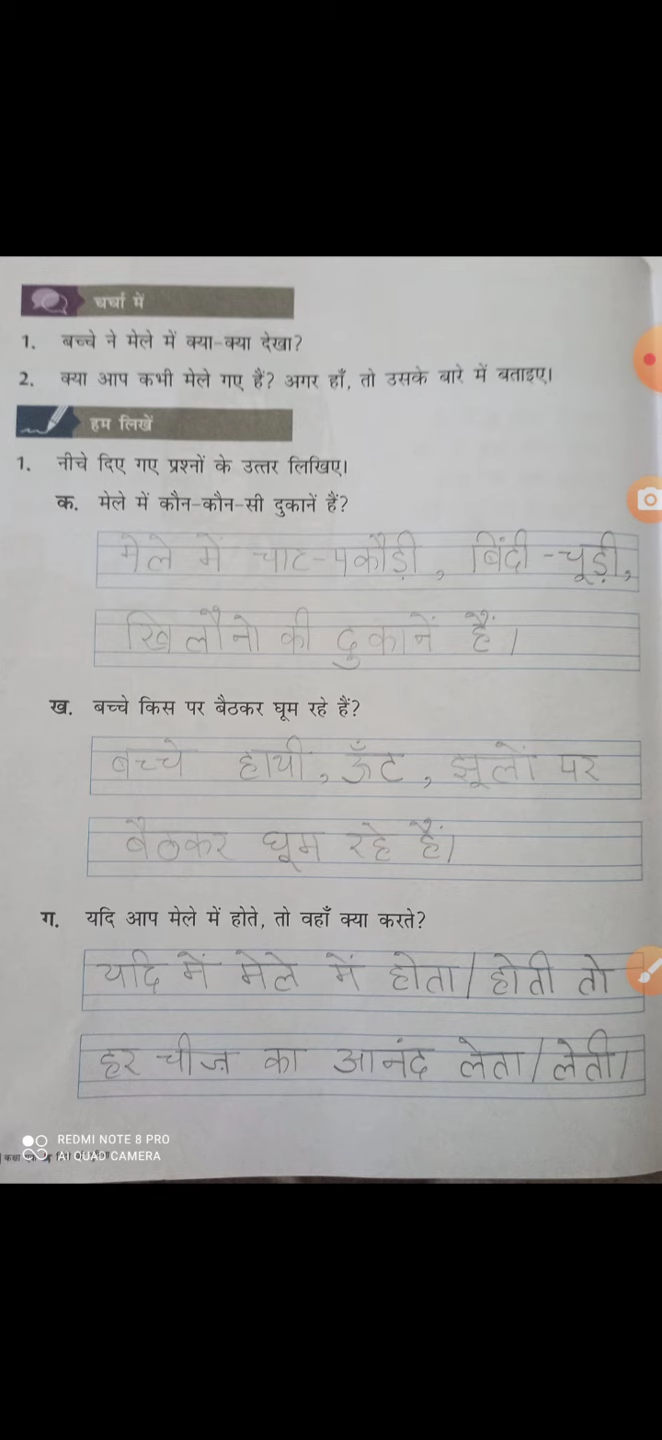 चर्चा में
1. बच्चे ने मेले में क्या-क्या देखा?
2. क्या आप कभी मेले गए हैं? अगर हाँ, तो उसके बारे में बताइए।
हम लिखें
1. नीचे दिए गए प्रश्नों के उत्तर लिखिए।
क. मेले में कौन-कौन-सी दुकानें हैं?
मेले में चाट-पकौड़ी, बिंदी-चूड़ी,
खिलौनो की दुकानें हैं।
ख. बच्चे किस पर बैठकर घूम रहे हैं?
बच्चे हाथी, ऊँट, झूलों पर
बैठकर घूम रहे हैं।
ग. यदि आप मेले में होते, तो वहाँ क्या करते?
यदि मैं मेले में होता/होती तो
हर चीज़ का आनंद लेता/लेती।
REDMI NOTE 8 PRO
AI QUAD CAMERA
कक्षा